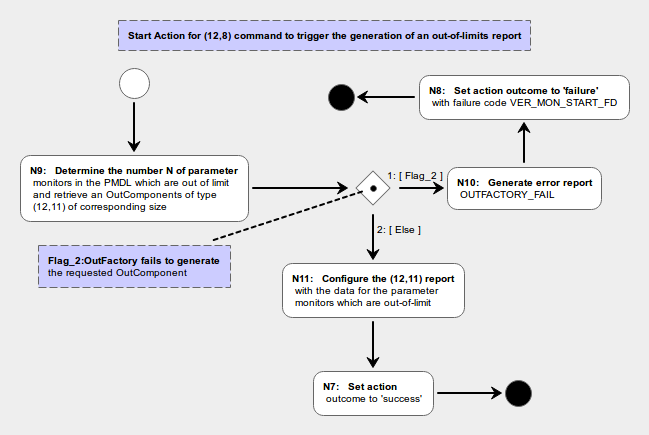 Start Action for (12,8) command to trigger the generation of an out-of-limits report
N8: Set action outcome to 'failure'
with failure code VER_MON_START_FD
N9: Determine the number N of parameter
monitors in the PMDL which are out of limit
and retrieve an OutComponents of type
(12,11) of corresponding size
1: [ Flag_2 ]
N10: Generate error report
OUTFACTORY_FAIL
2: [ Else ]
Flag_2:OutFactory fails to generate
the requested OutComponent
N11: Configure the (12,11) report
with the data for the parameter
monitors which are out-of-limit
N7: Set action
outcome to 'success'